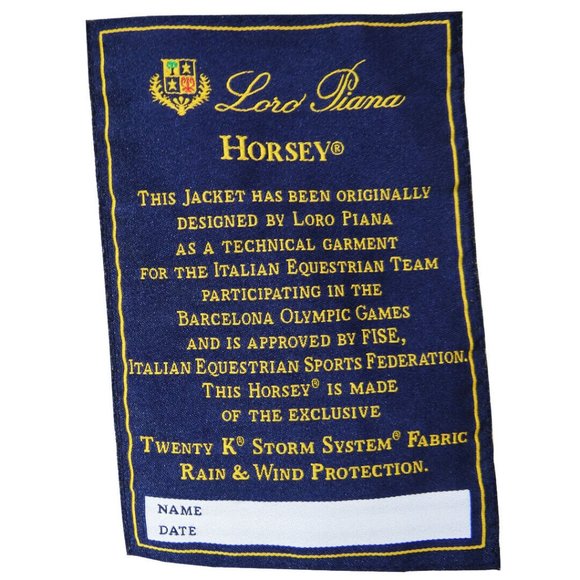 Loro Piana
HORSEY®
THIS JACKET HAS BEEN ORIGINALLY
DESIGNED BY LORO PIANA
AS A TECHNICAL GARMENT
FOR THE ITALIAN EQUESTRIAN TEAM
PARTICIPATING IN THE
BARCELONA OLYMPIC GAMES
AND IS APPROVED BY FISE,
ITALIAN EQUESTRIAN SPORTS FEDERATION.
THIS HORSEY® IS MADE
OF THE EXCLUSIVE
TWENTY K® STORM SYSTEM® FABRIC
RAIN & WIND PROTECTION.
NAME
DATE